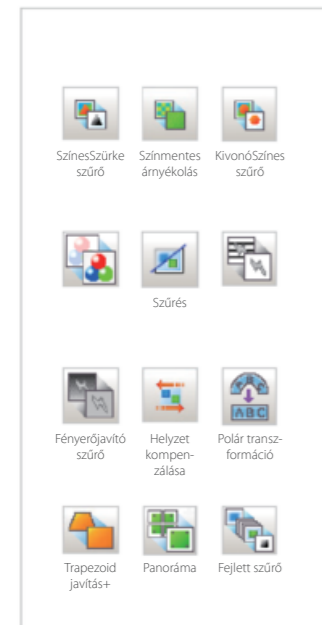 SzínesSzürke Színmentes KivonóSzínes
szűrő árnyékolás szűrő
Szűrés
Fényerőjavító Helyzet Polár transz-
szűrő kompen- formáció
zálása
ABC
Trapezoid Panoráma Fejlett szűrő
javítás+